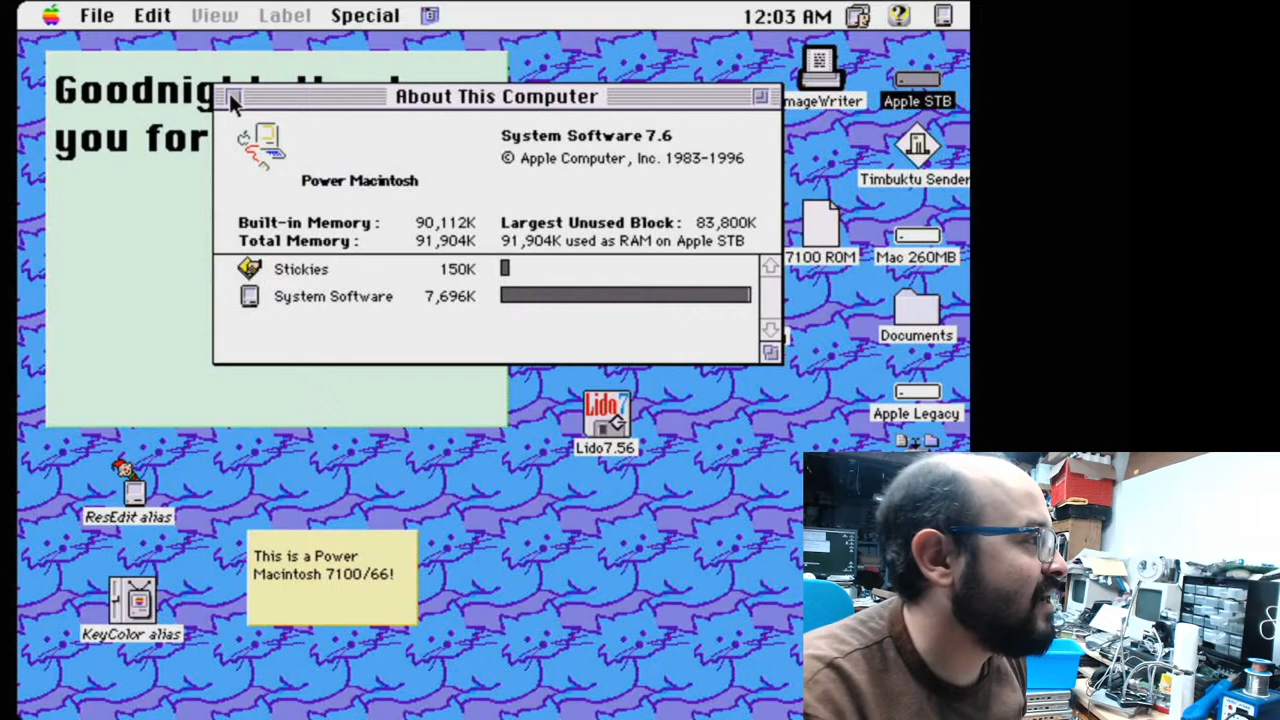 File Edit View Label Special 12:03 AM
Goodnig
you for
About This Computer
System Software 7.6
© Apple Computer, Inc. 1983-1996
Power Macintosh
Built-in Memory: 90,112K Largest Unused Block: 83,800K
Total Memory: 91,904K 91,904K used as RAM on Apple STB
Stickies 150K
System Software 7,696K
mageWriter
Apple STB
Timbuktu Sender
7100 ROM
Mac 260MB
Documents
Apple Legacy
Lido7
Lido7.56
ResEdit alias
This is a Power
Macintosh 7100/66!
KeyColor alias